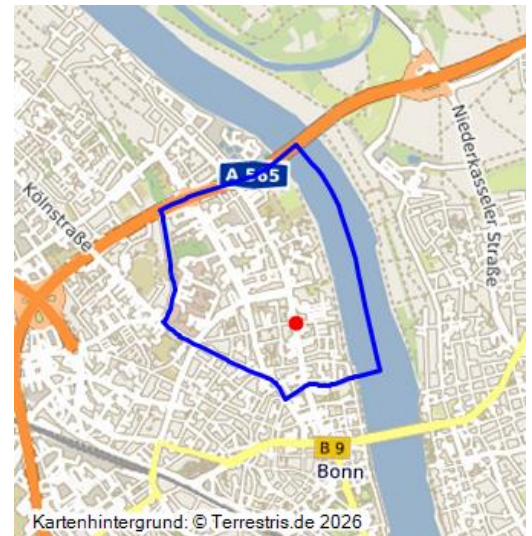 A 565
Niederkasseler Straße
Kölnstraße
B 9
Bonn
Kartenhintergrund: © Terrestris.de 2026